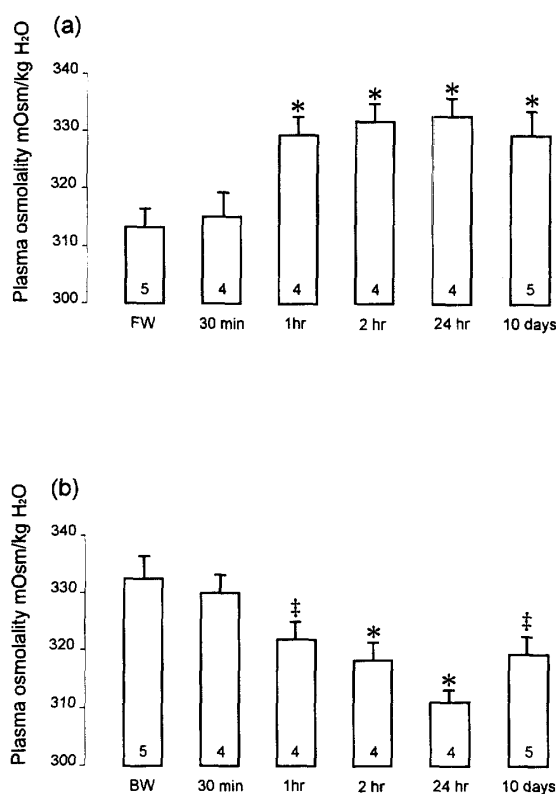 (a)
Plasma osmolality mOsm/kg H₂O
340
330
320
310
300
* * * *
5 4 4 4 4 5
FW 30 min 1hr 2 hr 24 hr 10 days
(b)
Plasma osmolality mOsm/kg H₂O
340
330
320
310
300
‡ * * ‡
5 4 4 4 4 5
BW 30 min 1hr 2 hr 24 hr 10 days